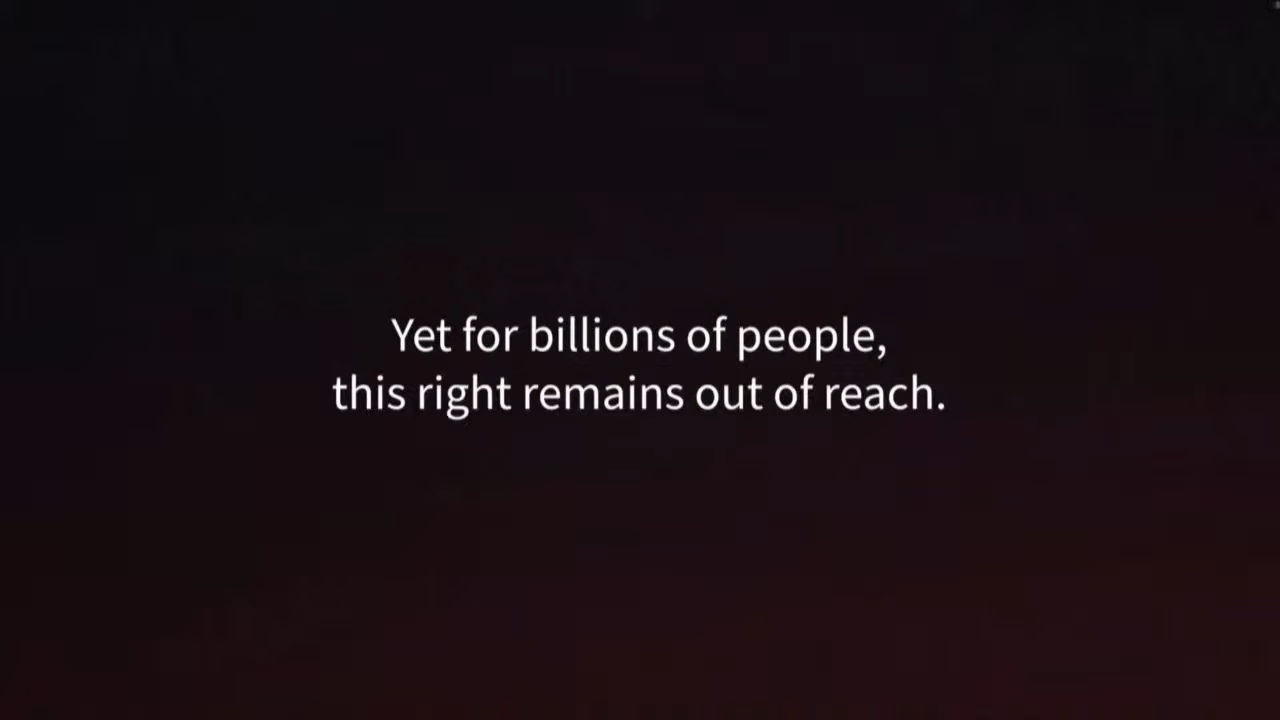 Yet for billions of people,
this right remains out of reach.